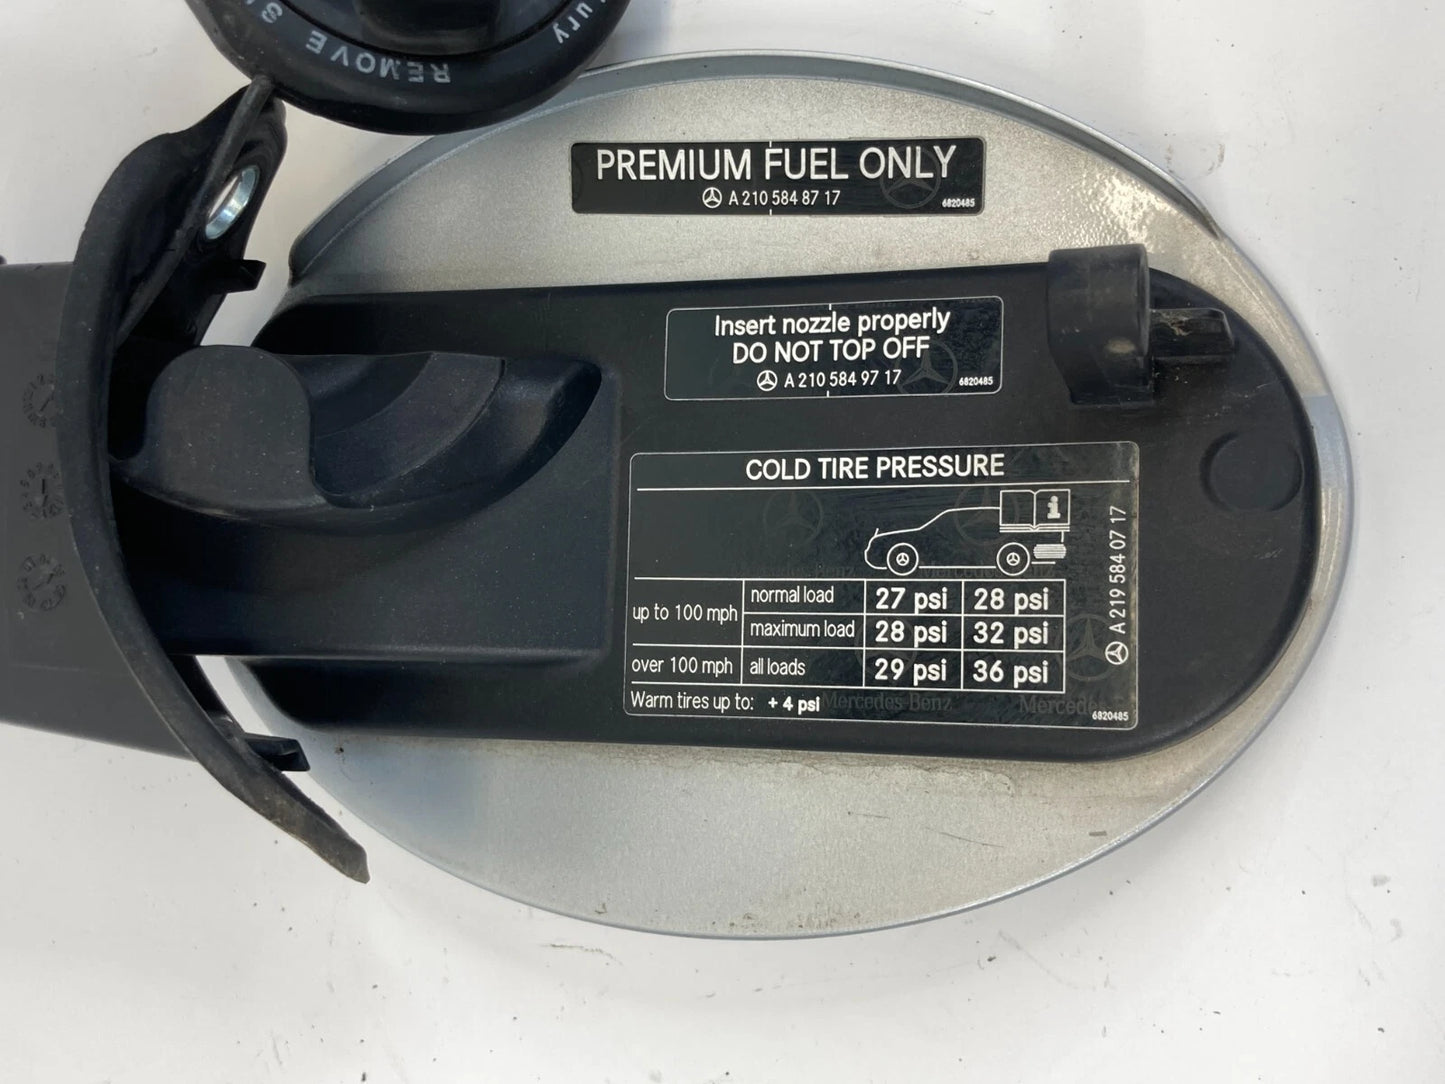 ury
REMOVE
PREMIUM FUEL ONLY
A 210 584 87 17
6820485
Insert nozzle properly
DO NOT TOP OFF
A 210 584 97 17
6820485
COLD TIRE PRESSURE
i
up to 100 mph normal load 27 psi 28 psi
maximum load 28 psi 32 psi
over 100 mph all loads 29 psi 36 psi
Warm tires up to: + 4 psi
Mercedes-Benz
A 219 584 07 17
6820485